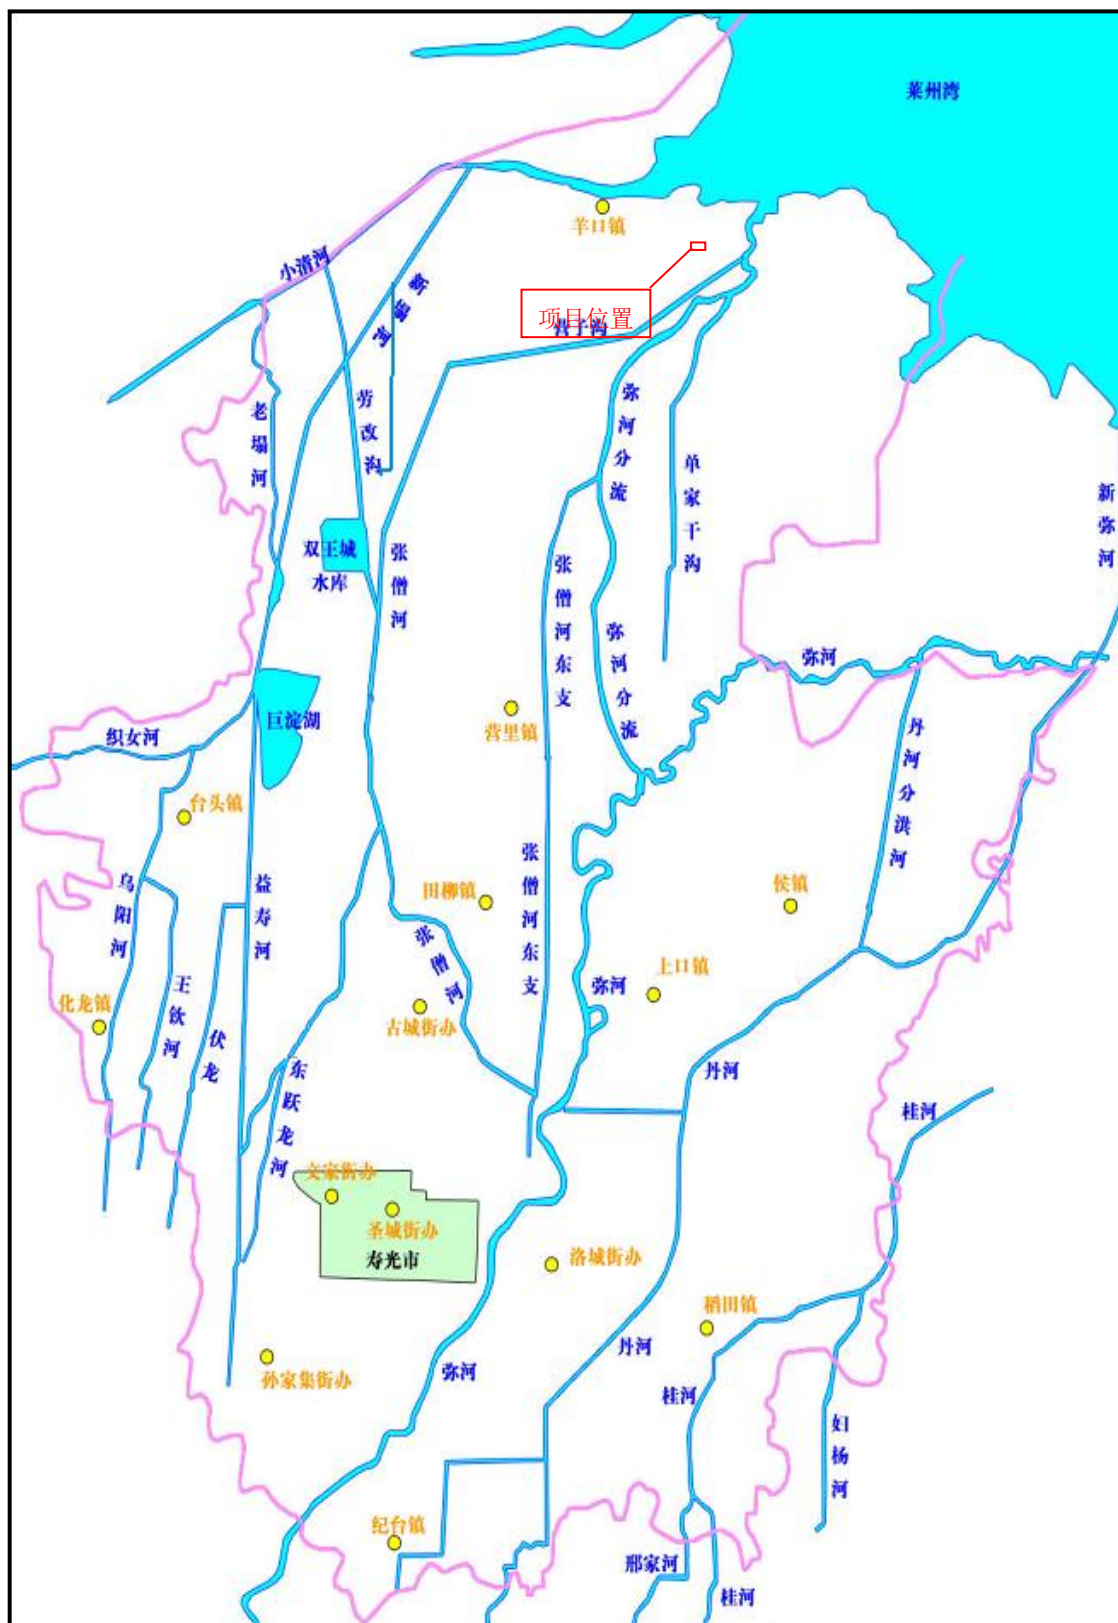 莱州湾
羊口镇
小清河
新塌河
项目位置
营子沟
老塌河
劳改沟
弥河分流
单家干沟
新弥河
双王城
水库
张僧河
张僧河东支
弥河分流
弥河
巨淀湖
营里镇
织女河
丹河分洪河
台头镇
乌阳河
益寿河
田柳镇
张僧河东支
侯镇
张僧河
弥河
上口镇
化龙镇
王钦河
伏龙
古城街办
东跃龙河
丹河
桂河
文家街办
圣城街办
寿光市
洛城街办
稻田镇
丹河
孙家集街办
弥河
桂河
妇杨河
纪台镇
邢家河
桂河